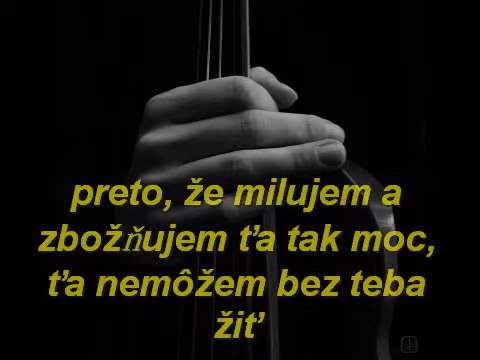 preto, že milujem a
zbožňujem ťa tak moc,
ťa nemôžem bez teba
žiť